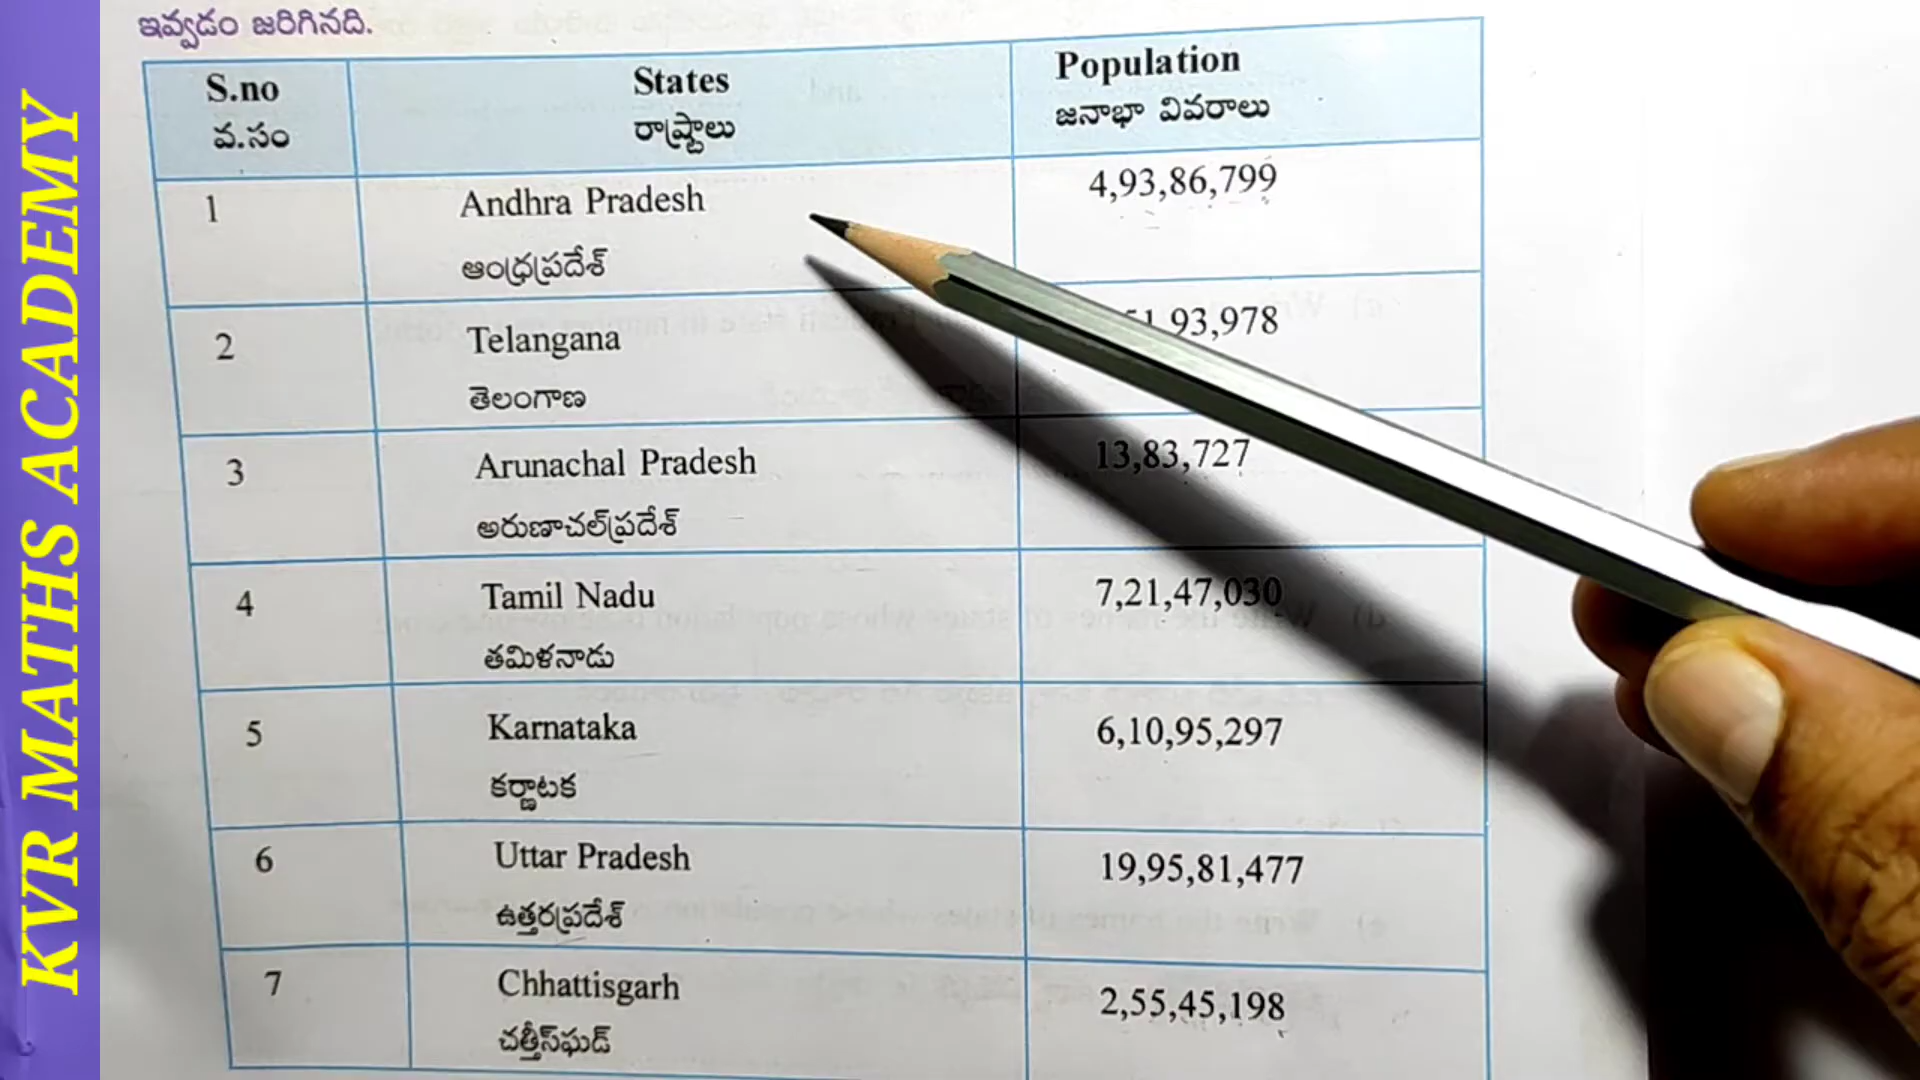 KVR MATHS ACADEMY
ఇవ్వడం జరిగినది.
S.no States Population
వ.సం రాష్ట్రాలు జనాభా వివరాలు
1 Andhra Pradesh 4,93,86,799
ఆంధ్రప్రదేశ్
2 Telangana 51,93,978
తెలంగాణ
3 Arunachal Pradesh 13,83,727
అరుణాచల్‌ప్రదేశ్
4 Tamil Nadu 7,21,47,030
తమిళనాడు
5 Karnataka 6,10,95,297
కర్ణాటక
6 Uttar Pradesh 19,95,81,477
ఉత్తరప్రదేశ్
7 Chhattisgarh 2,55,45,198
చత్తీస్‌ఘడ్